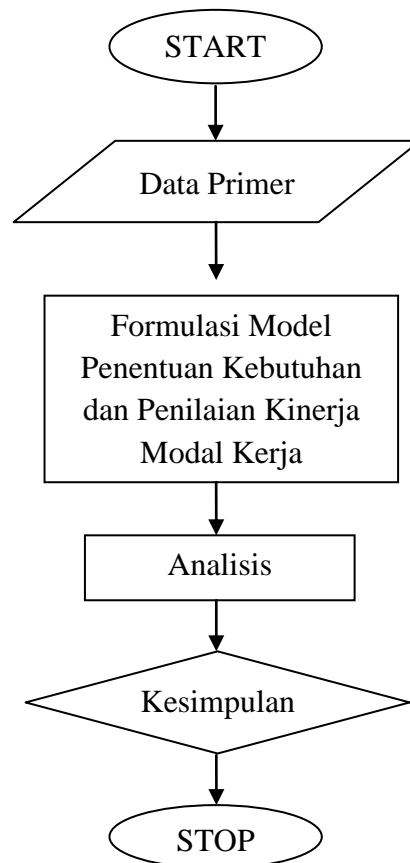 START
Data Primer
Formulasi Model
Penentuan Kebutuhan
dan Penilaian Kinerja
Modal Kerja
Analisis
Kesimpulan
STOP